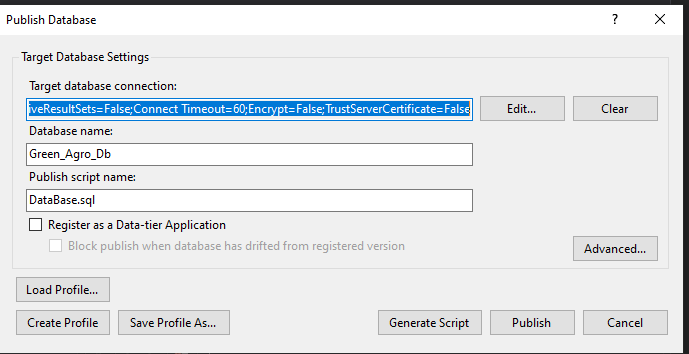 Publish Database
Target Database Settings
Target database connection:
iveResultSets=False;Connect Timeout=60;Encrypt=False;TrustServerCertificate=False
Edit...
Clear
Database name:
Green_Agro_Db
Publish script name:
DataBase.sql
Register as a Data-tier Application
Block publish when database has drifted from registered version
Advanced...
Load Profile...
Create Profile
Save Profile As...
Generate Script
Publish
Cancel